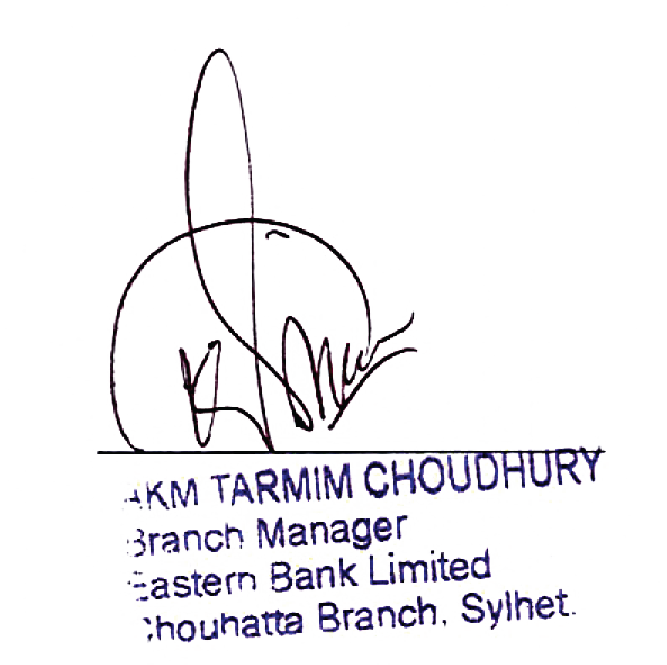 AKM TARMIM CHOUDHURY
Branch Manager
Eastern Bank Limited
Chouhatta Branch, Sylhet.